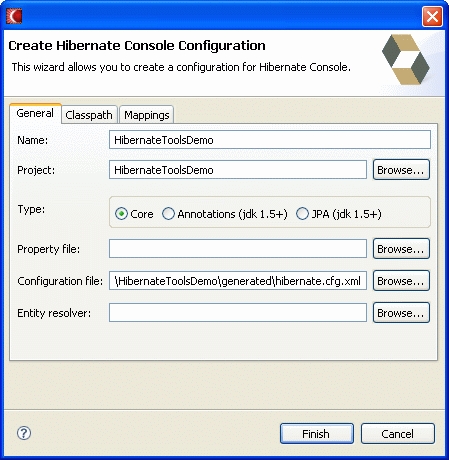 Create Hibernate Console Configuration
This wizard allows you to create a configuration for Hibernate Console.
General Classpath Mappings
Name: HibernateToolsDemo
Project: HibernateToolsDemo Browse...
Type: Core Annotations (jdk 1.5+) JPA (jdk 1.5+)
Property file: Browse...
Configuration file: \HibernateToolsDemo\generated\hibernate.cfg.xml Browse...
Entity resolver: Browse...
? Finish Cancel